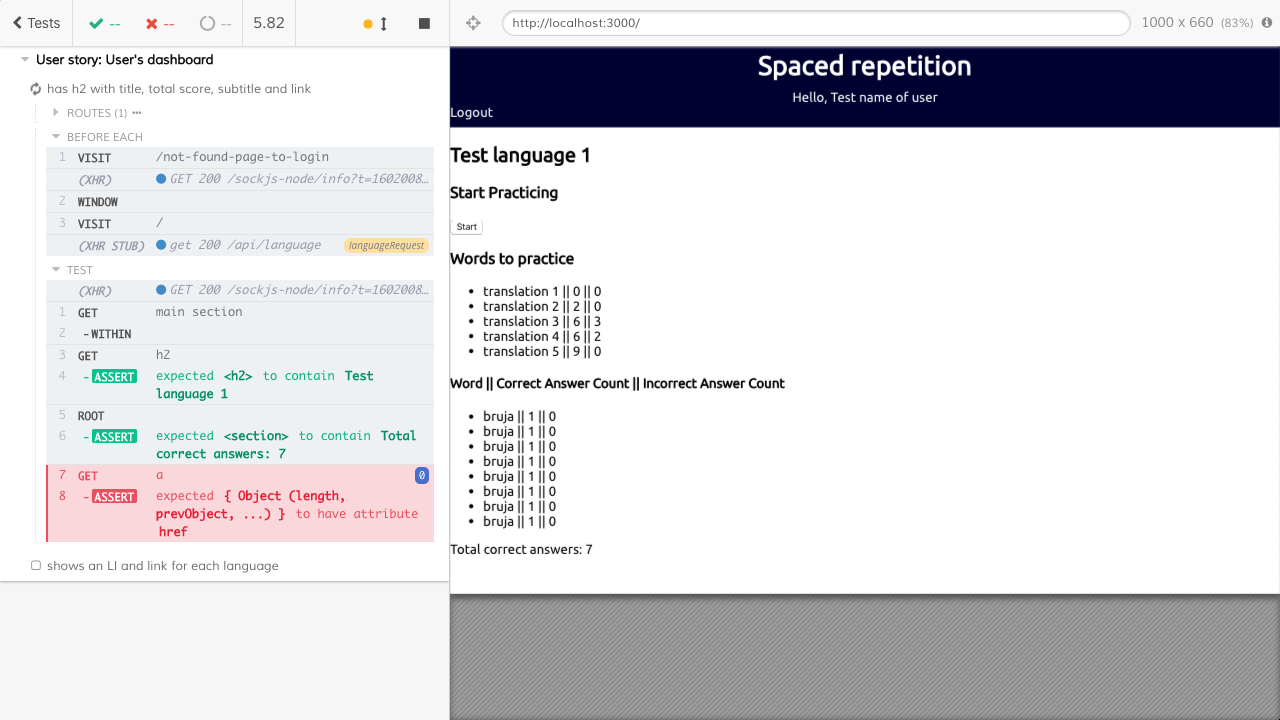 Tests
--
--
--
5.82
http://localhost:3000/
1000 x 660 (83%)
User story: User's dashboard
has h2 with title, total score, subtitle and link
ROUTES (1)
BEFORE EACH
1 VISIT /not-found-page-to-login
(XHR) GET 200 /sockjs-node/info?t=1602008…
2 WINDOW
3 VISIT /
(XHR STUB) get 200 /api/language languageRequest
TEST
(XHR) GET 200 /sockjs-node/info?t=1602008…
1 GET main section
2 -WITHIN
3 GET h2
4 -ASSERT expected <h2> to contain Test
language 1
5 ROOT
6 -ASSERT expected <section> to contain Total
correct answers: 7
7 GET a 0
8 -ASSERT expected { Object (length,
prevObject, ...) } to have attribute
href
shows an LI and link for each language
Spaced repetition
Hello, Test name of user
Logout
Test language 1
Start Practicing
Start
Words to practice
translation 1 || 0 || 0
translation 2 || 2 || 0
translation 3 || 6 || 3
translation 4 || 6 || 2
translation 5 || 9 || 0
Word || Correct Answer Count || Incorrect Answer Count
bruja || 1 || 0
bruja || 1 || 0
bruja || 1 || 0
bruja || 1 || 0
bruja || 1 || 0
bruja || 1 || 0
bruja || 1 || 0
bruja || 1 || 0
Total correct answers: 7